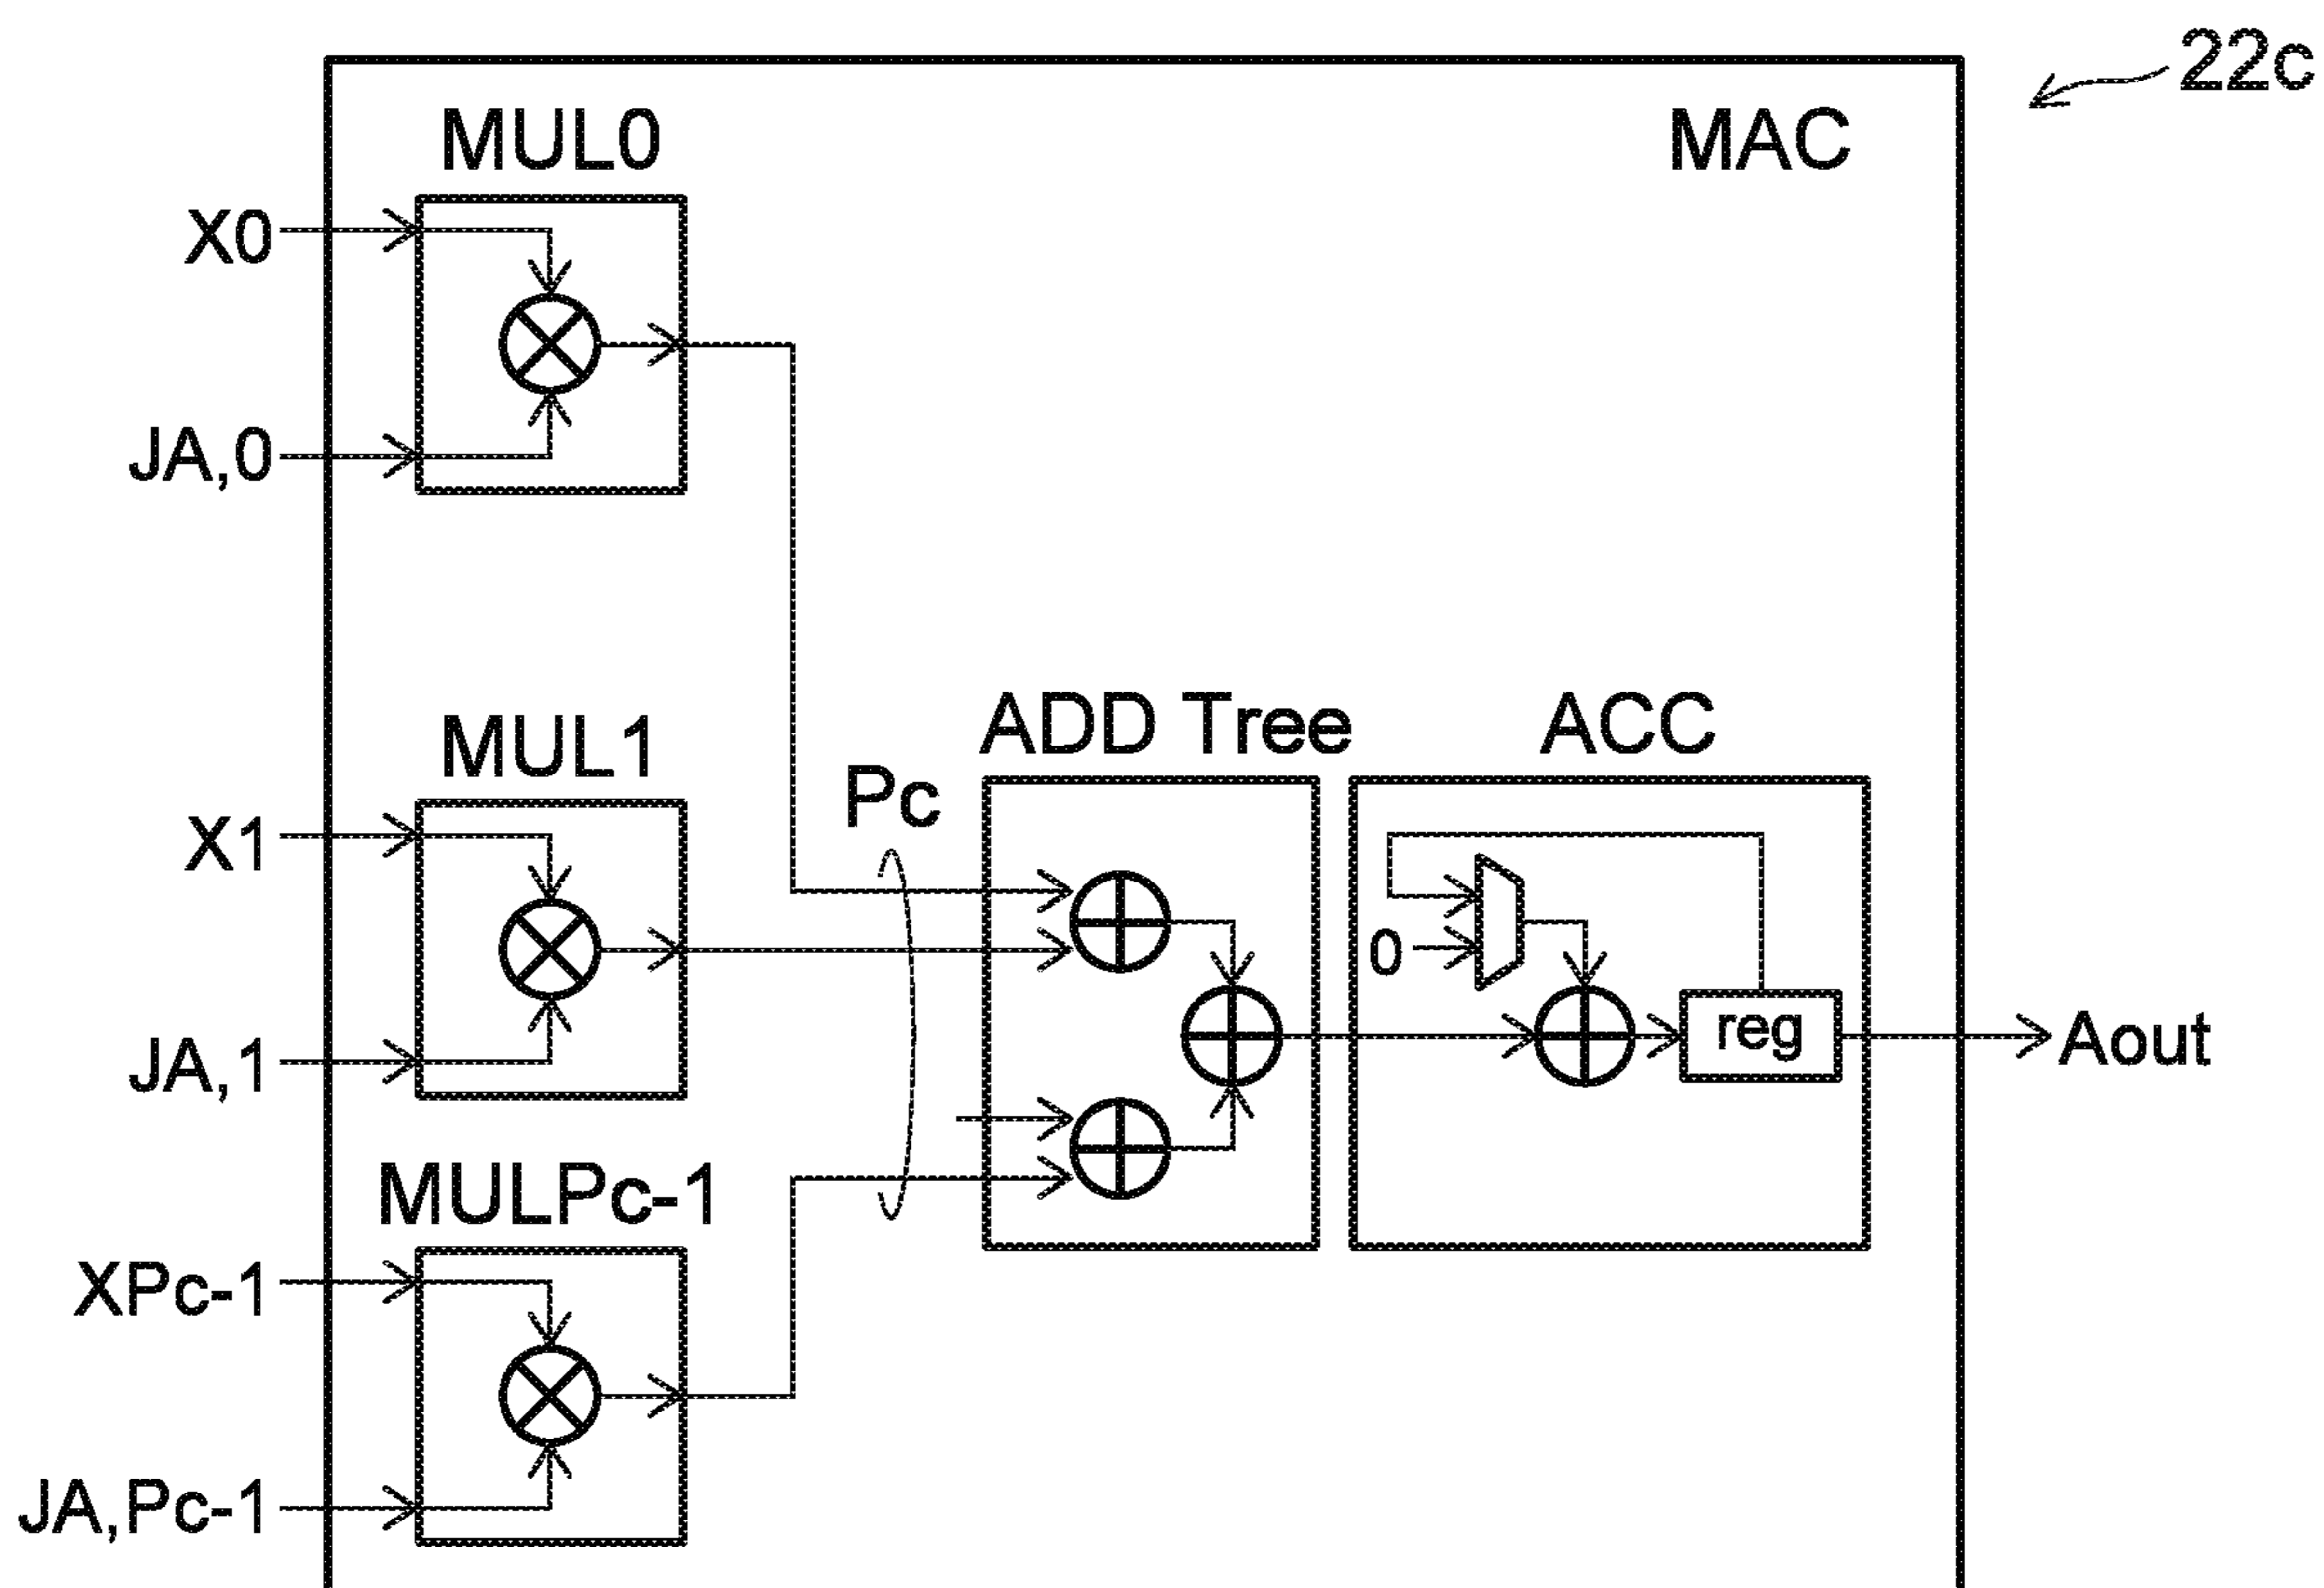 22c
MAC
MUL0
X0
JA,0
MUL1
X1
JA,1
Pc
ADD Tree
ACC
0
reg
Aout
MULPc-1
XPc-1
JA,Pc-1